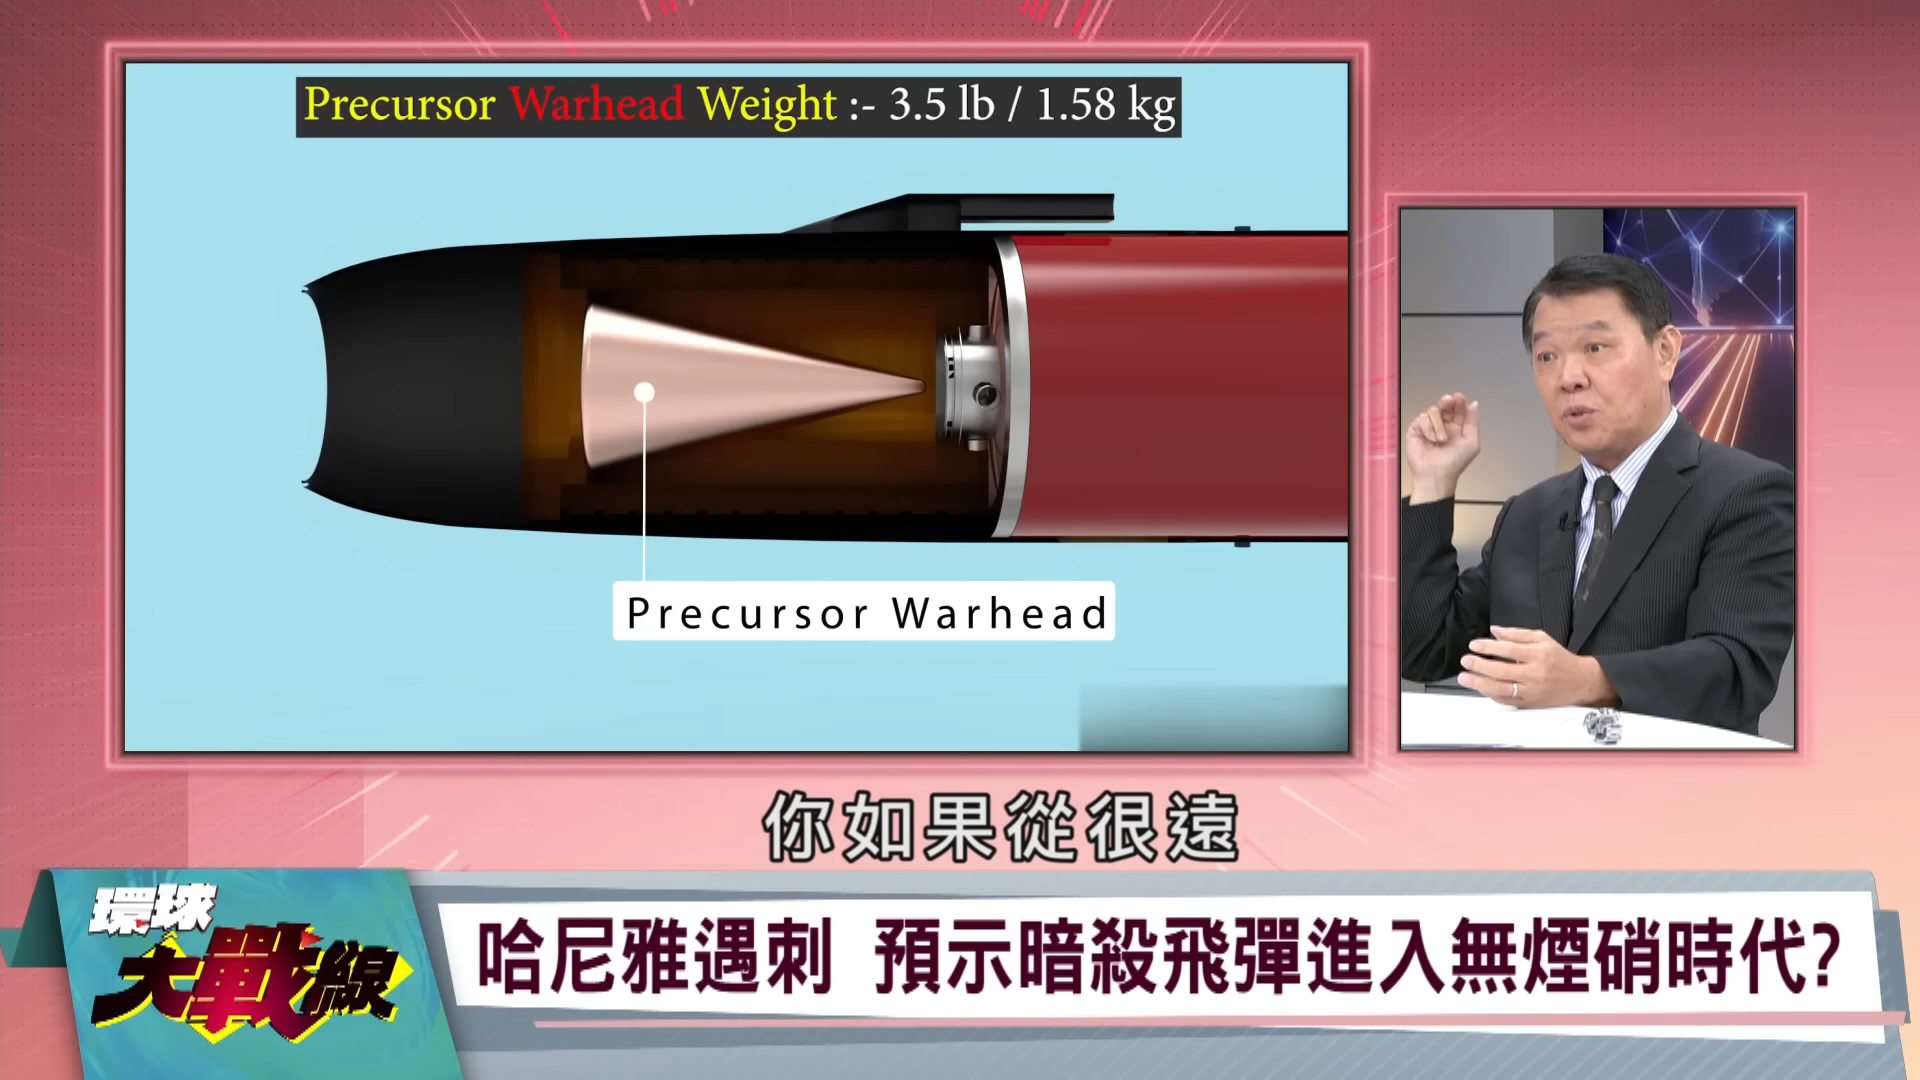 Precursor Warhead Weight :- 3.5 lb / 1.58 kg
Precursor Warhead
你如果從很遠
環球
大戰線
哈尼雅遇刺 預示暗殺飛彈進入無煙硝時代?